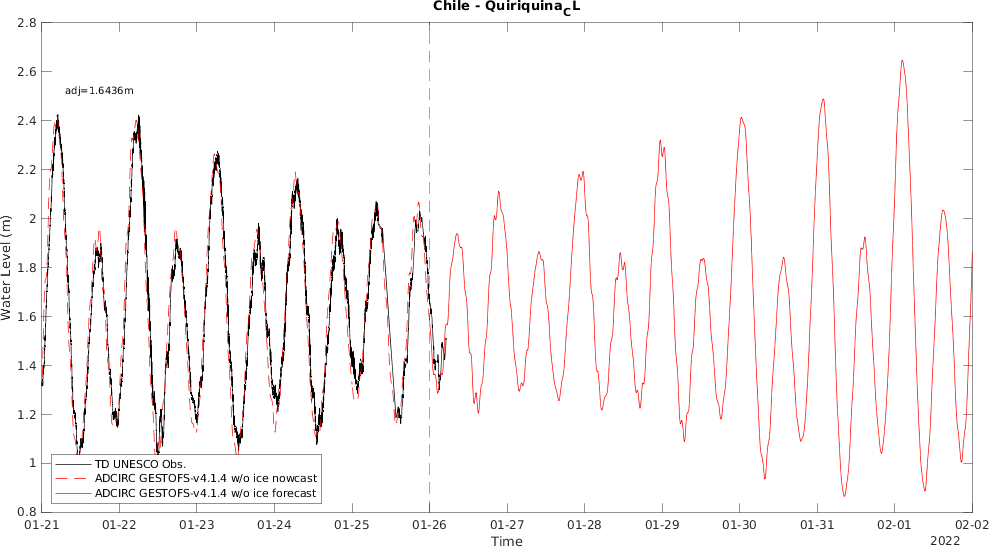 Chile - Quiriquina_CL
adj=1.6436m
2.8
2.6
2.4
2.2
2
1.8
1.6
1.4
1.2
1
0.8
Water Level (m)
TD UNESCO Obs.
ADCIRC GESTOFS-v4.1.4 w/o ice nowcast
ADCIRC GESTOFS-v4.1.4 w/o ice forecast
01-21 01-22 01-23 01-24 01-25 01-26 01-27 01-28 01-29 01-30 01-31 02-01 02-02
Time
2022